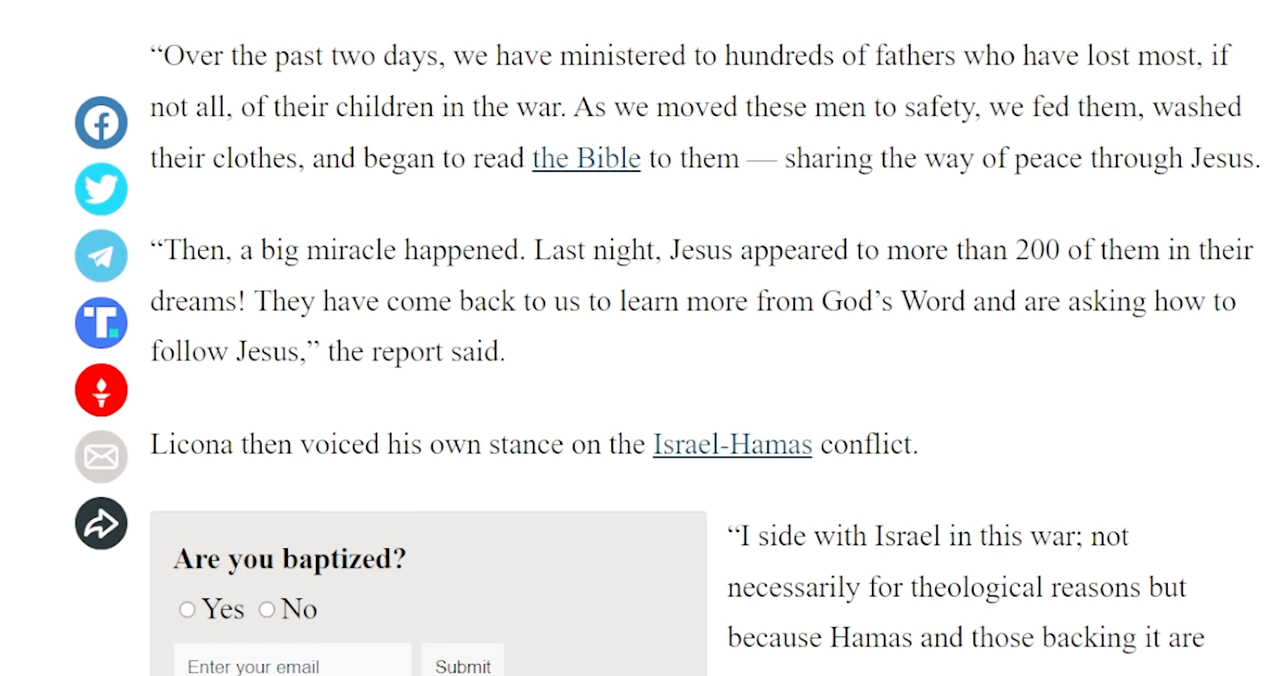 “Over the past two days, we have ministered to hundreds of fathers who have lost most, if
not all, of their children in the war. As we moved these men to safety, we fed them, washed
their clothes, and began to read the Bible to them — sharing the way of peace through Jesus.
“Then, a big miracle happened. Last night, Jesus appeared to more than 200 of them in their
dreams! They have come back to us to learn more from God’s Word and are asking how to
follow Jesus,” the report said.
Licona then voiced his own stance on the Israel-Hamas conflict.
Are you baptized?
Yes No
Enter your email Submit
“I side with Israel in this war; not
necessarily for theological reasons but
because Hamas and those backing it are